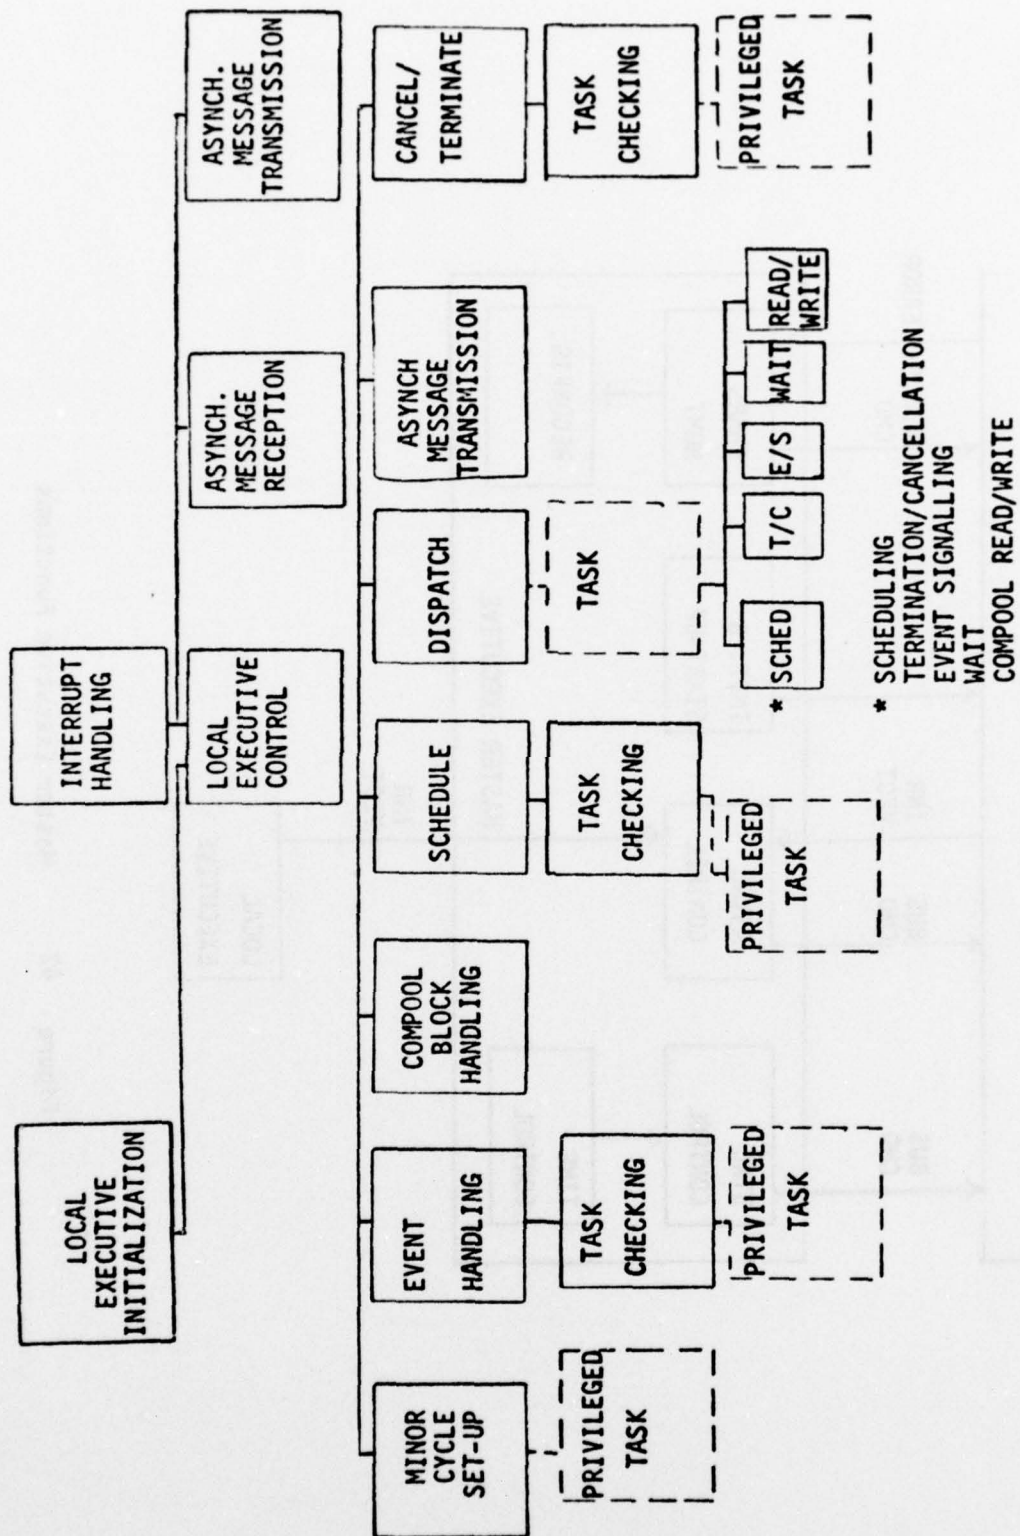 LOCAL
EXECUTIVE
INITIALIZATION
INTERRUPT
HANDLING
LOCAL
EXECUTIVE
CONTROL
ASYNCH.
MESSAGE
RECEPTION
ASYNCH.
MESSAGE
TRANSMISSION
MINOR
CYCLE
SET-UP
EVENT
HANDLING
COMPOOL
BLOCK
HANDLING
SCHEDULE
DISPATCH
ASYNCH
MESSAGE
TRANSMISSION
CANCEL/
TERMINATE
PRIVILEGED
TASK
TASK
CHECKING
TASK
CHECKING
TASK
TASK
CHECKING
PRIVILEGED
TASK
PRIVILEGED
TASK
* SCHED
T/C
E/S
WAIT
READ/
WRITE
PRIVILEGED
TASK
* SCHEDULING
TERMINATION/CANCELLATION
EVENT SIGNALLING
WAIT
COMPOOL READ/WRITE